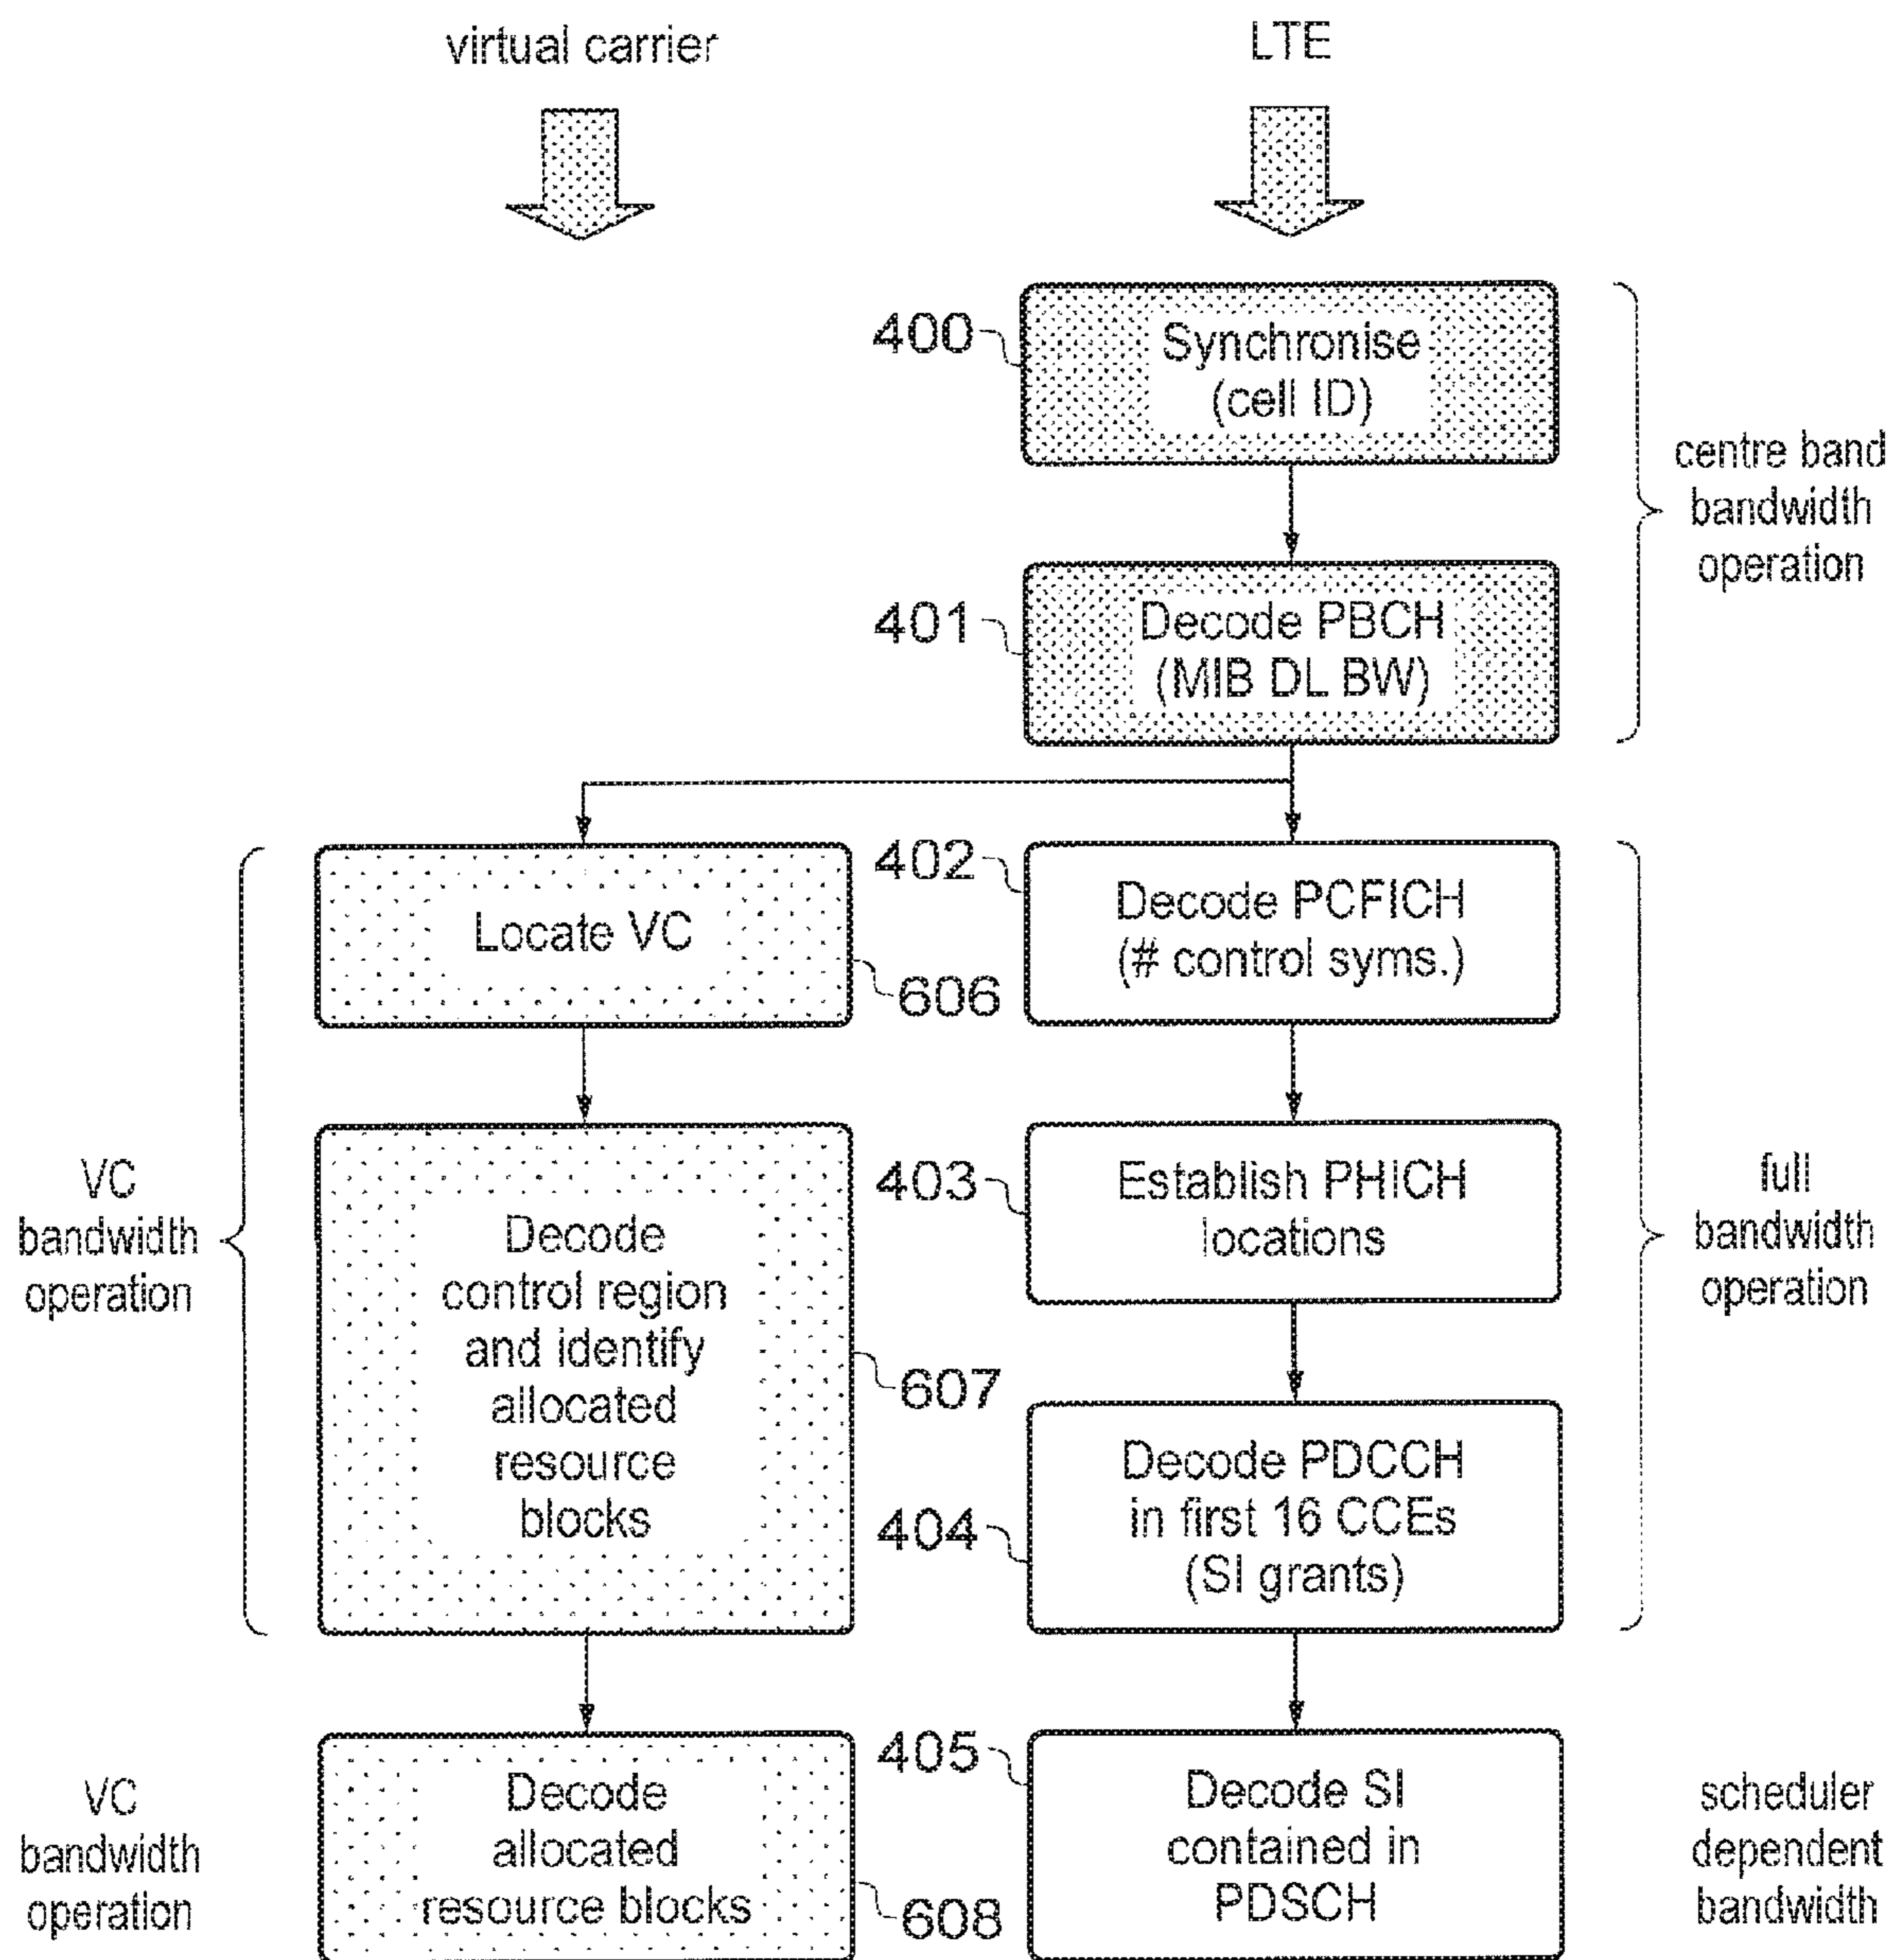 virtual carrier
LTE
400
Synchronise
(cell ID)
centre band
bandwidth
operation
401
Decode PBCH
(MIB DL BW)
402
Decode PCFICH
(# control syms.)
Locate VC
606
403
Establish PHICH
locations
VC
bandwidth
operation
Decode
control region
and identify
allocated
resource
blocks
607
full
bandwidth
operation
404
Decode PDCCH
in first 16 CCEs
(SI grants)
VC
bandwidth
operation
Decode
allocated
resource blocks
608
405
Decode SI
contained in
PDSCH
scheduler
dependent
bandwidth